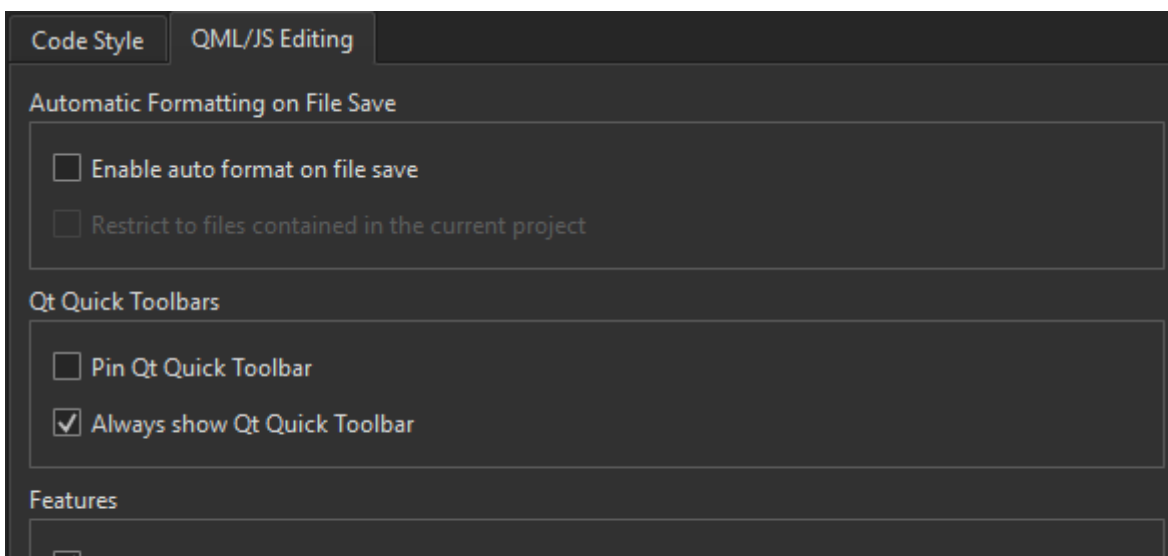 Code Style
QML/JS Editing
Automatic Formatting on File Save
Enable auto format on file save
Restrict to files contained in the current project
Qt Quick Toolbars
Pin Qt Quick Toolbar
Always show Qt Quick Toolbar
Features